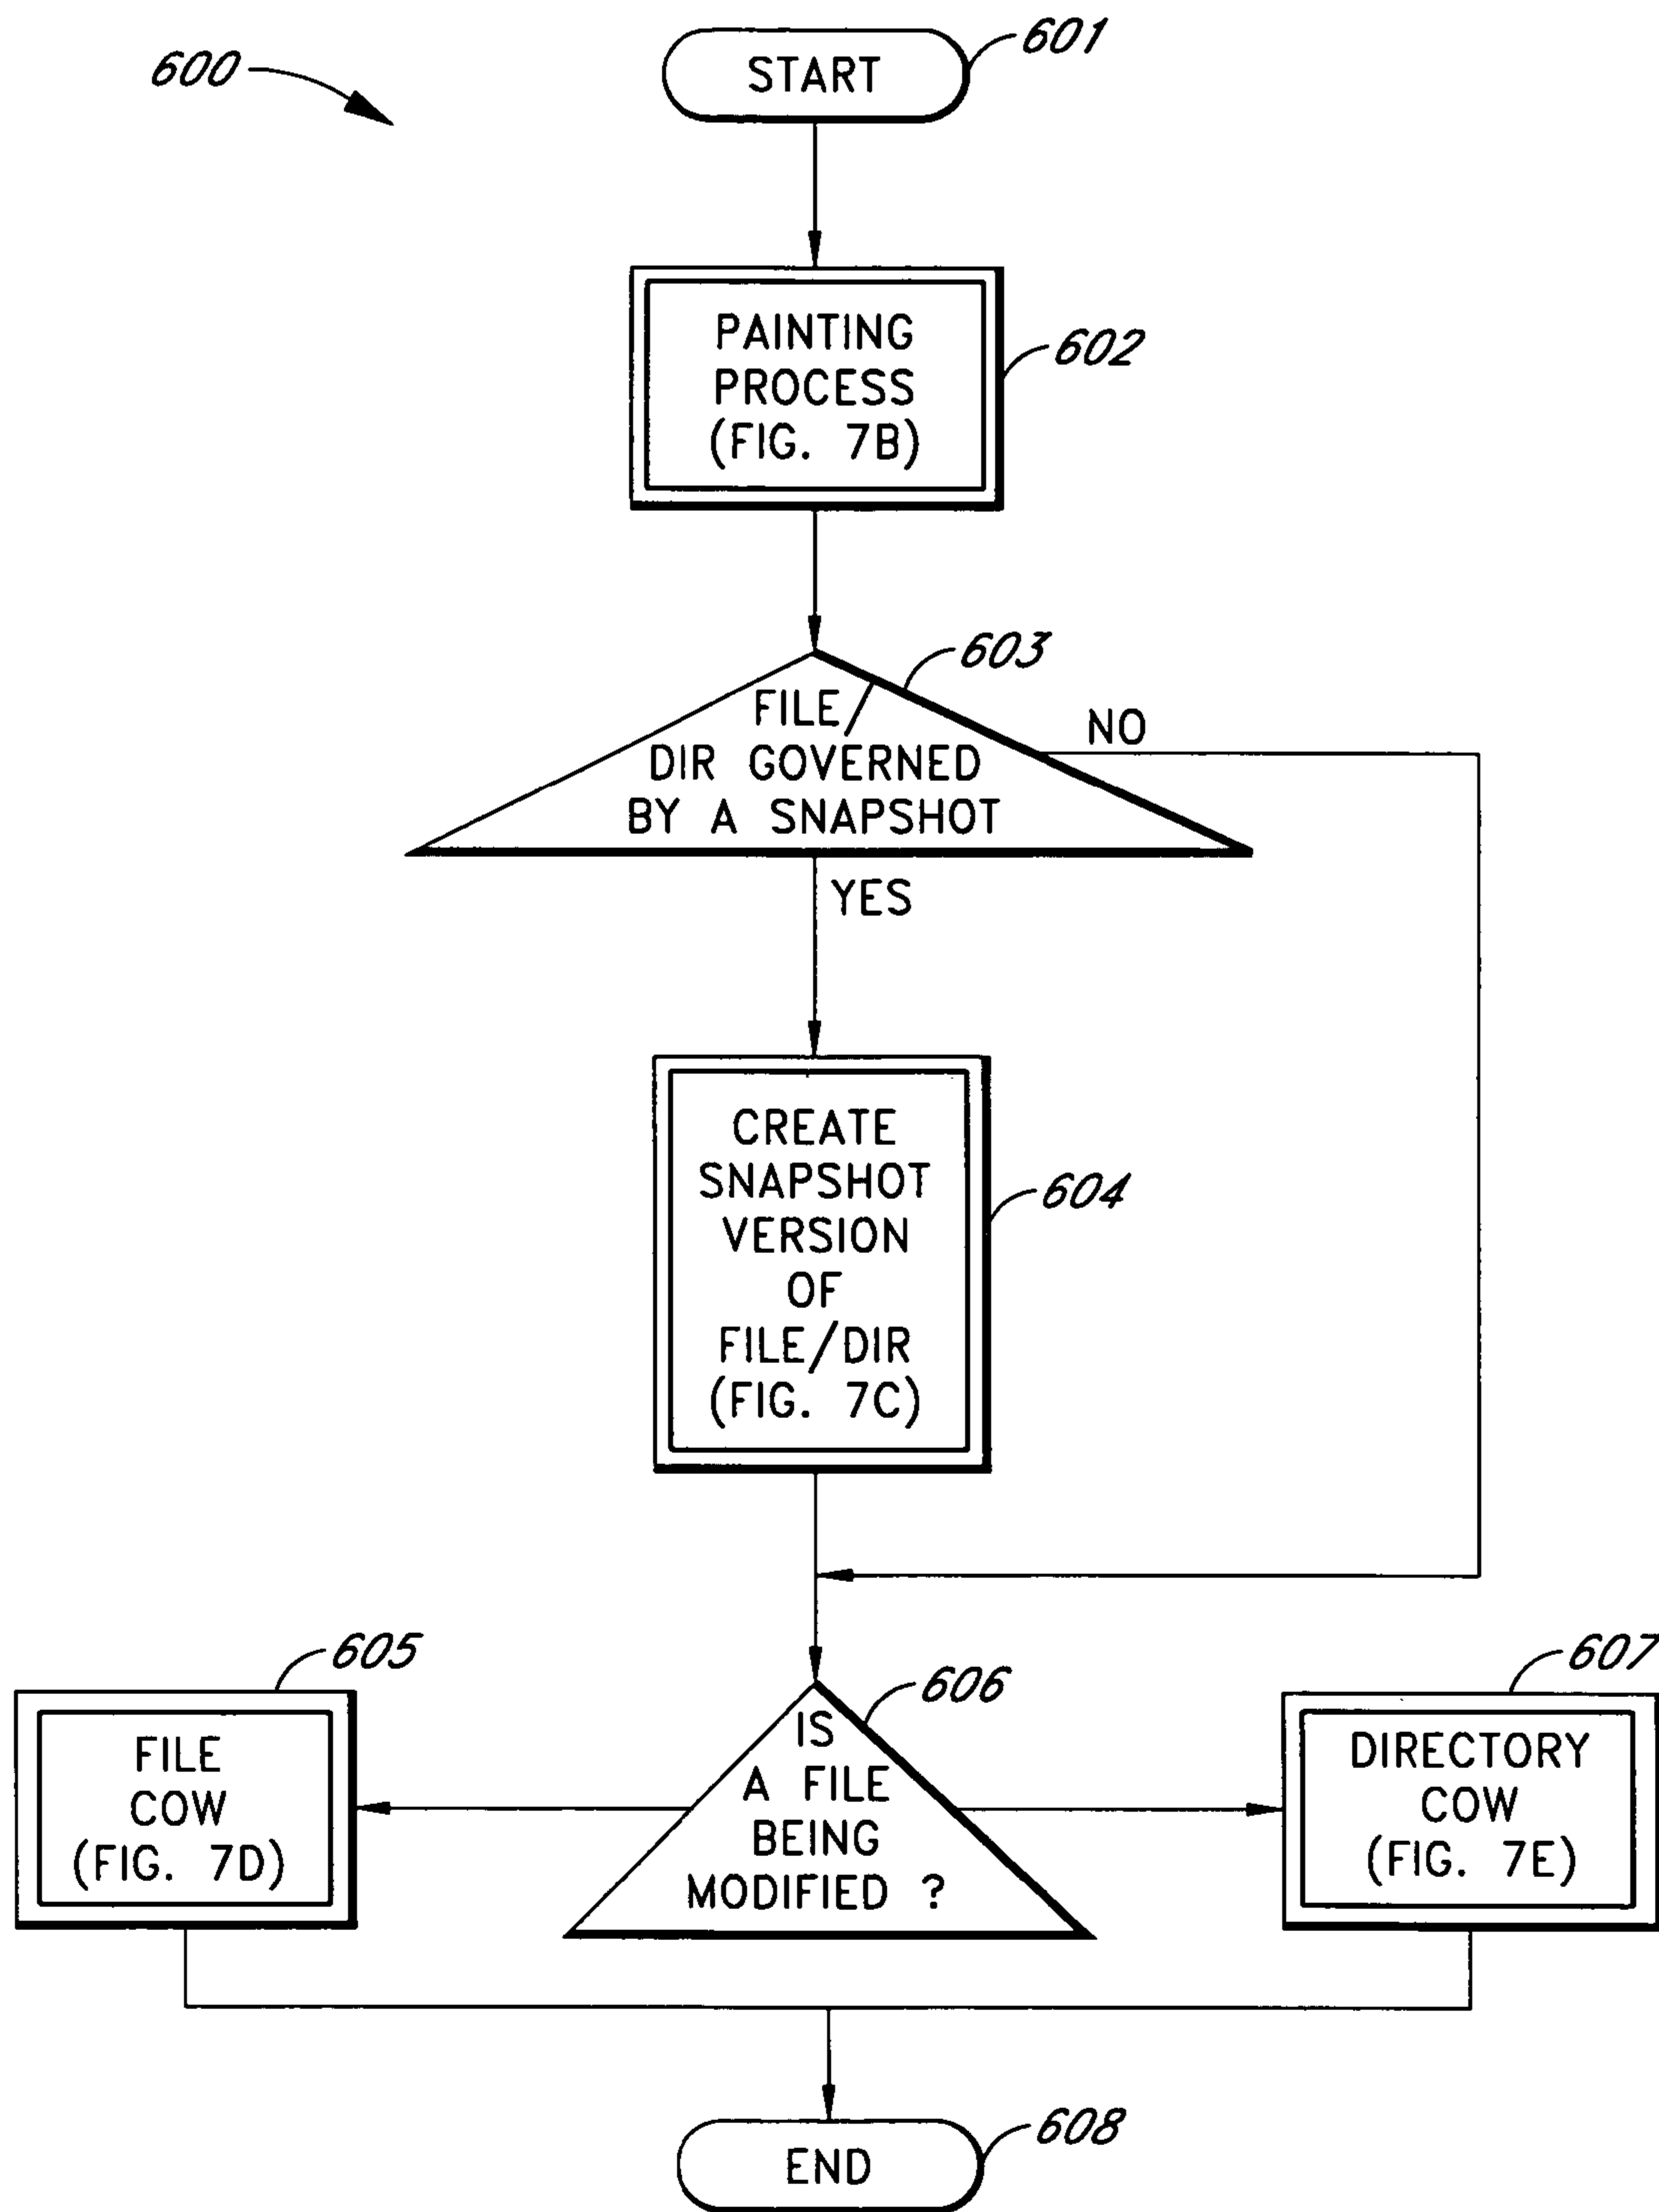 600
START
601
PAINTING
PROCESS
(FIG. 7B)
602
603
FILE/
DIR GOVERNED
BY A SNAPSHOT
NO
YES
CREATE
SNAPSHOT
VERSION
OF
FILE/DIR
(FIG. 7C)
604
605
FILE
COW
(FIG. 7D)
606
IS
A FILE
BEING
MODIFIED ?
607
DIRECTORY
COW
(FIG. 7E)
END
608